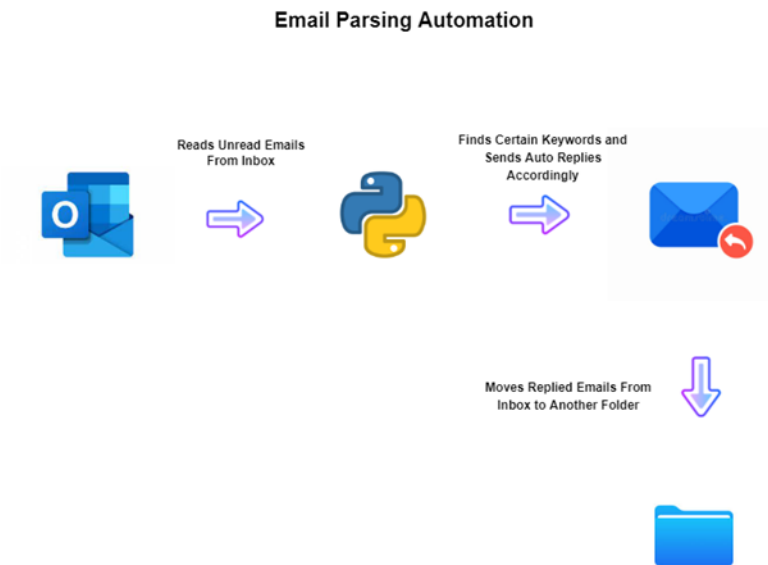 Email Parsing Automation
Reads Unread Emails
From Inbox
Finds Certain Keywords and
Sends Auto Replies
Accordingly
O
Moves Replied Emails From
Inbox to Another Folder